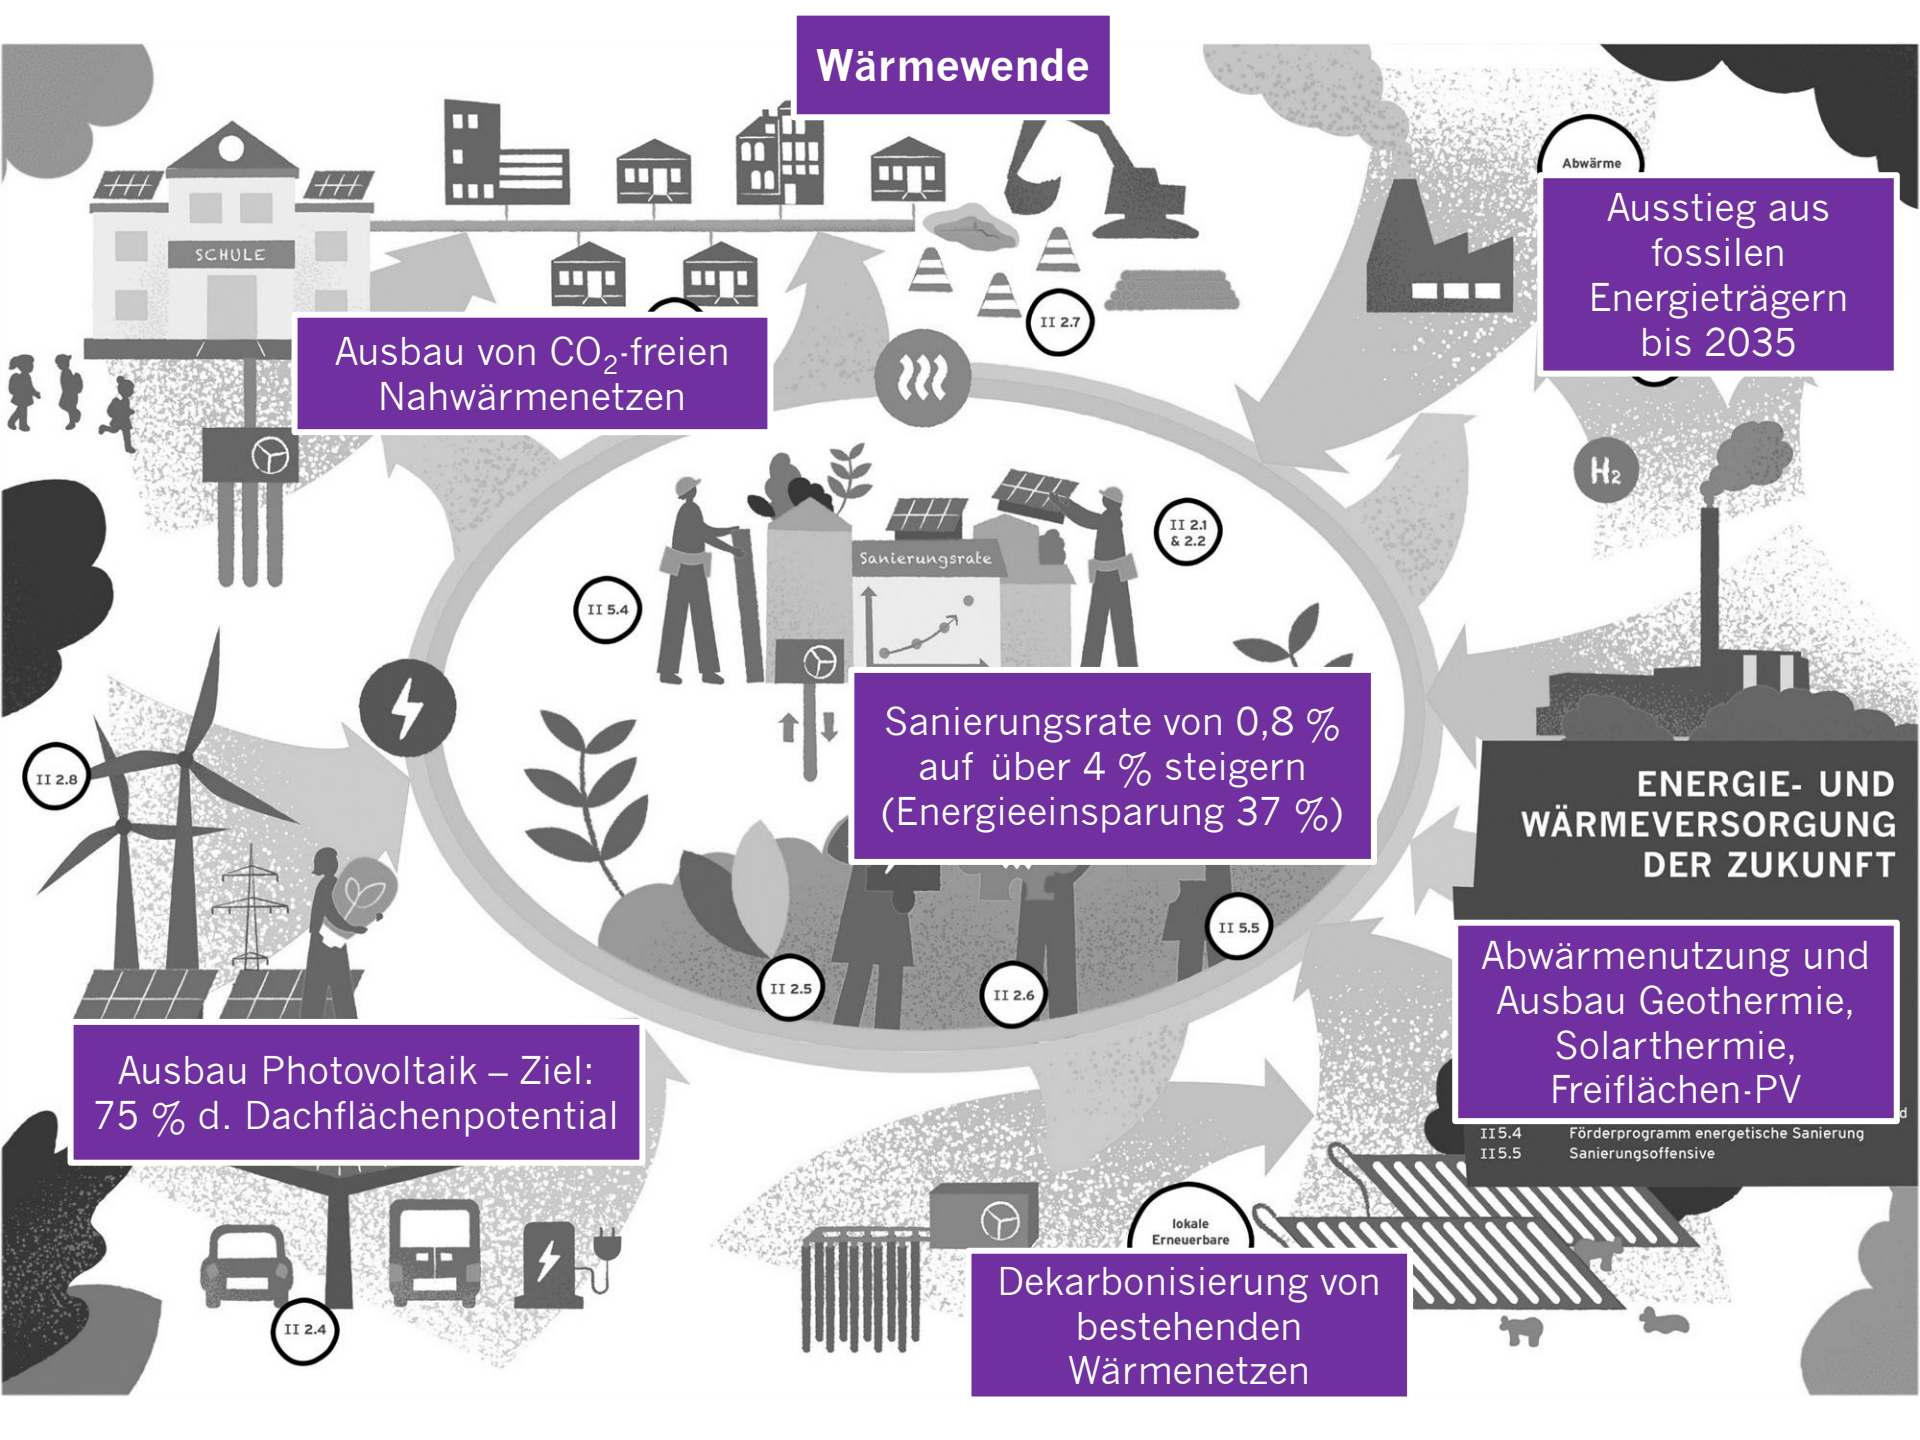 Wärmewende
Abwärme
Ausstieg aus
fossilen
Energieträgern
bis 2035
SCHULE
II 2.7
Ausbau von CO₂-freien
Nahwärmenetzen
H₂
II 2.1
& 2.2
Sanierungsrate
II 5.4
Sanierungsrate von 0,8 %
auf über 4 % steigern
(Energieeinsparung 37 %)
II 2.8
ENERGIE- UND
WÄRMEVERSORGUNG
DER ZUKUNFT
II 5.5
II 2.5
II 2.6
Abwärmenutzung und
Ausbau Geothermie,
Solarthermie,
Freiflächen-PV
Ausbau Photovoltaik – Ziel:
75 % d. Dachflächenpotential
II 5.4 Förderprogramm energetische Sanierung
II 5.5 Sanierungsoffensive
lokale
Erneuerbare
II 2.4
Dekarbonisierung von
bestehenden
Wärmenetzen